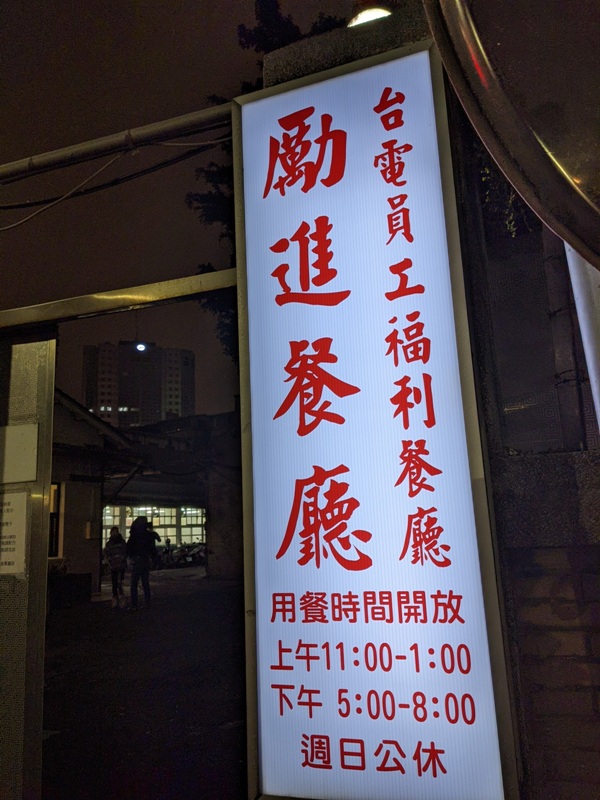 台電員工福利餐廳
勵進餐廳
用餐時間開放
上午11:00-1:00
下午 5:00-8:00
週日公休